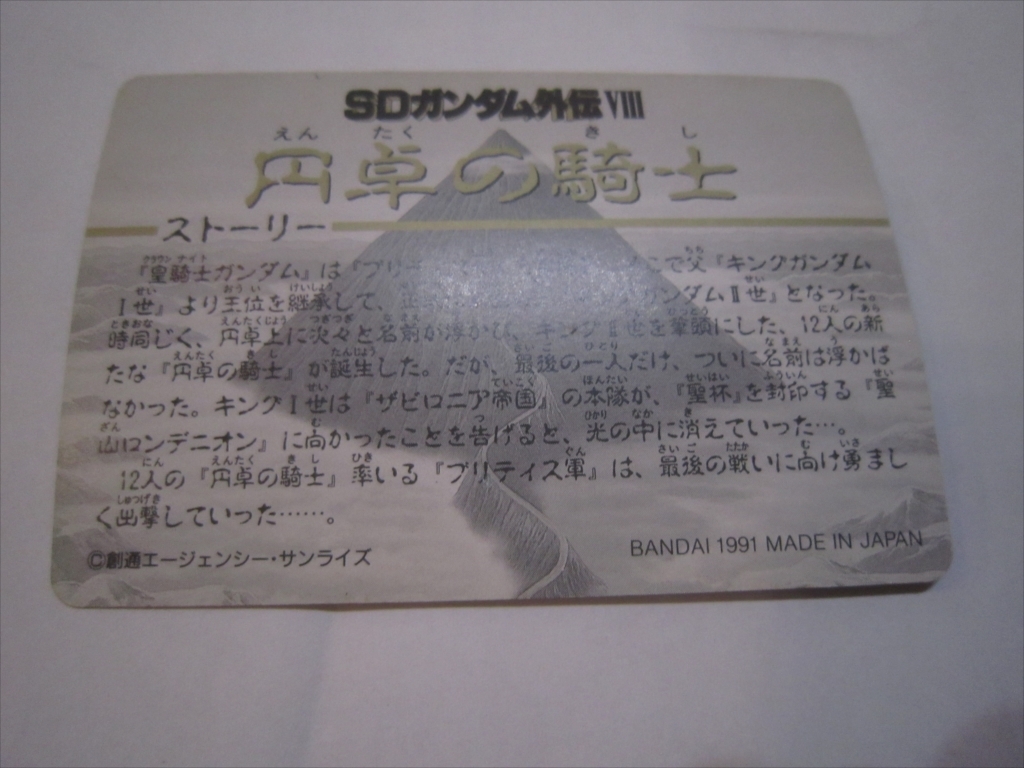 SDガンダム外伝 VIII
えん たく き し
円卓の騎士
ストーリー
『皇騎士ガンダム』は『ブリー こで父『キングガンダム
I世』より王位を継承して、 ガンダムII世』となった。
時同じく、円卓上に次々と名前が浮かび、キングII世を筆頭にした、12人の新
たな『円卓の騎士』が誕生した。だが、最後の一人だけ、ついに名前は浮かば
なかった。キングI世は『ザビロニア帝国』の本隊が、『聖杯』を封印する『聖
山ロンデニオン』に向かったことを告げると、光の中に消えていった…。
12人の『円卓の騎士』率いる『ブリティス軍』は、最後の戦いに向け勇まし
く出撃していった……。
©創通エージェンシー・サンライズ
BANDAI 1991 MADE IN JAPAN